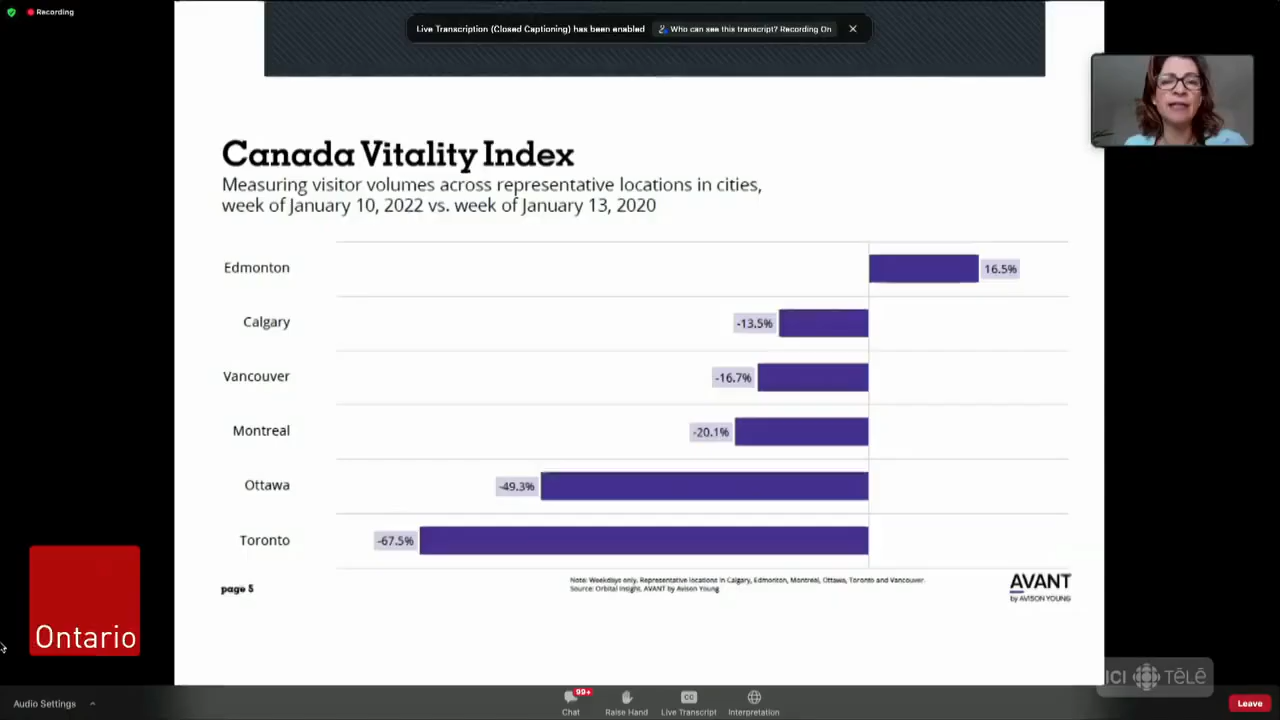 Recording
Live Transcription (Closed Captioning) has been enabled
Who can see this transcript? Recording On
Canada Vitality Index
Measuring visitor volumes across representative locations in cities,
week of January 10, 2022 vs. week of January 13, 2020
Edmonton
16.5%
Calgary
-13.5%
Vancouver
-16.7%
Montreal
-20.1%
Ottawa
-49.3%
Toronto
-67.5%
page 5
Note: Weekdays only. Representative locations in Calgary, Edmonton, Montreal, Ottawa, Toronto and Vancouver.
Source: Orbital Insight, AVANT by Avison Young
AVANT
by AVISON YOUNG
Ontario
ICI TÉLÉ
Audio Settings
99+
Chat
Raise Hand
CC
Live Transcript
Interpretation
Leave